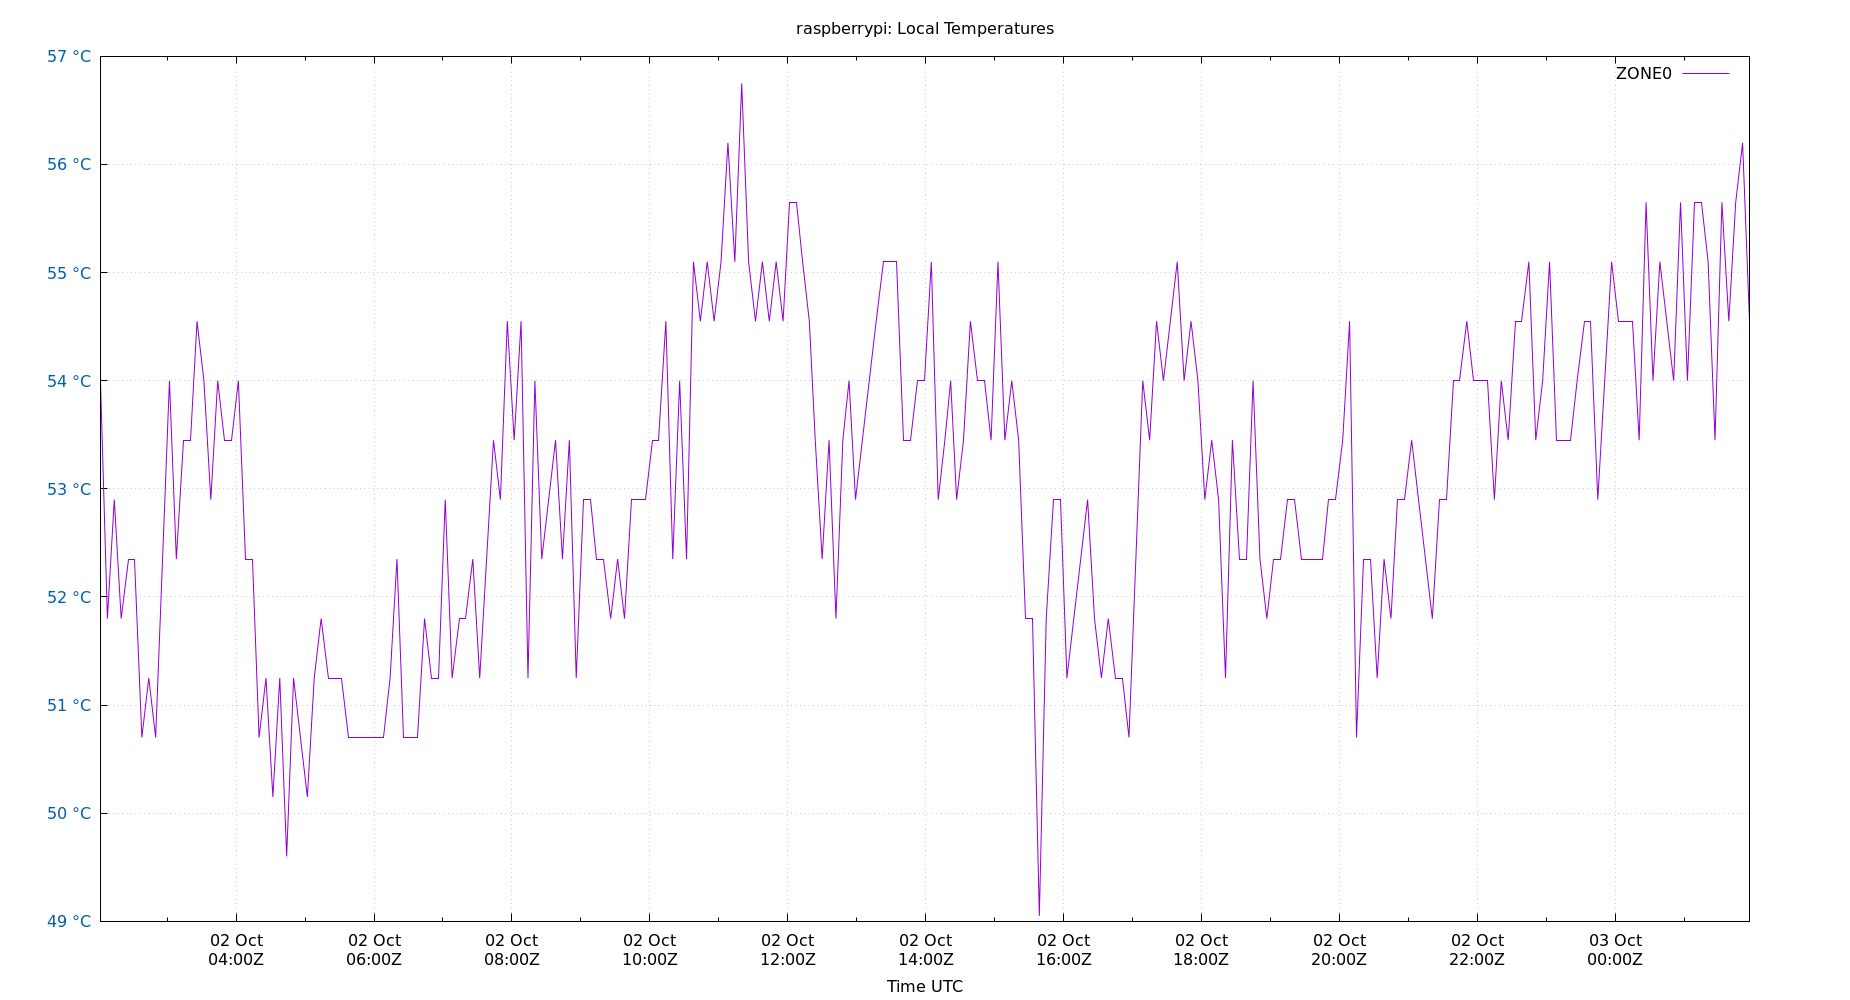 raspberrypi: Local Temperatures
57 °C
ZONE0
56 °C
55 °C
54 °C
53 °C
52 °C
51 °C
50 °C
49 °C
02 Oct 02 Oct 02 Oct 02 Oct 02 Oct 02 Oct 02 Oct 02 Oct 02 Oct 02 Oct 03 Oct
04:00Z 06:00Z 08:00Z 10:00Z 12:00Z 14:00Z 16:00Z 18:00Z 20:00Z 22:00Z 00:00Z
Time UTC